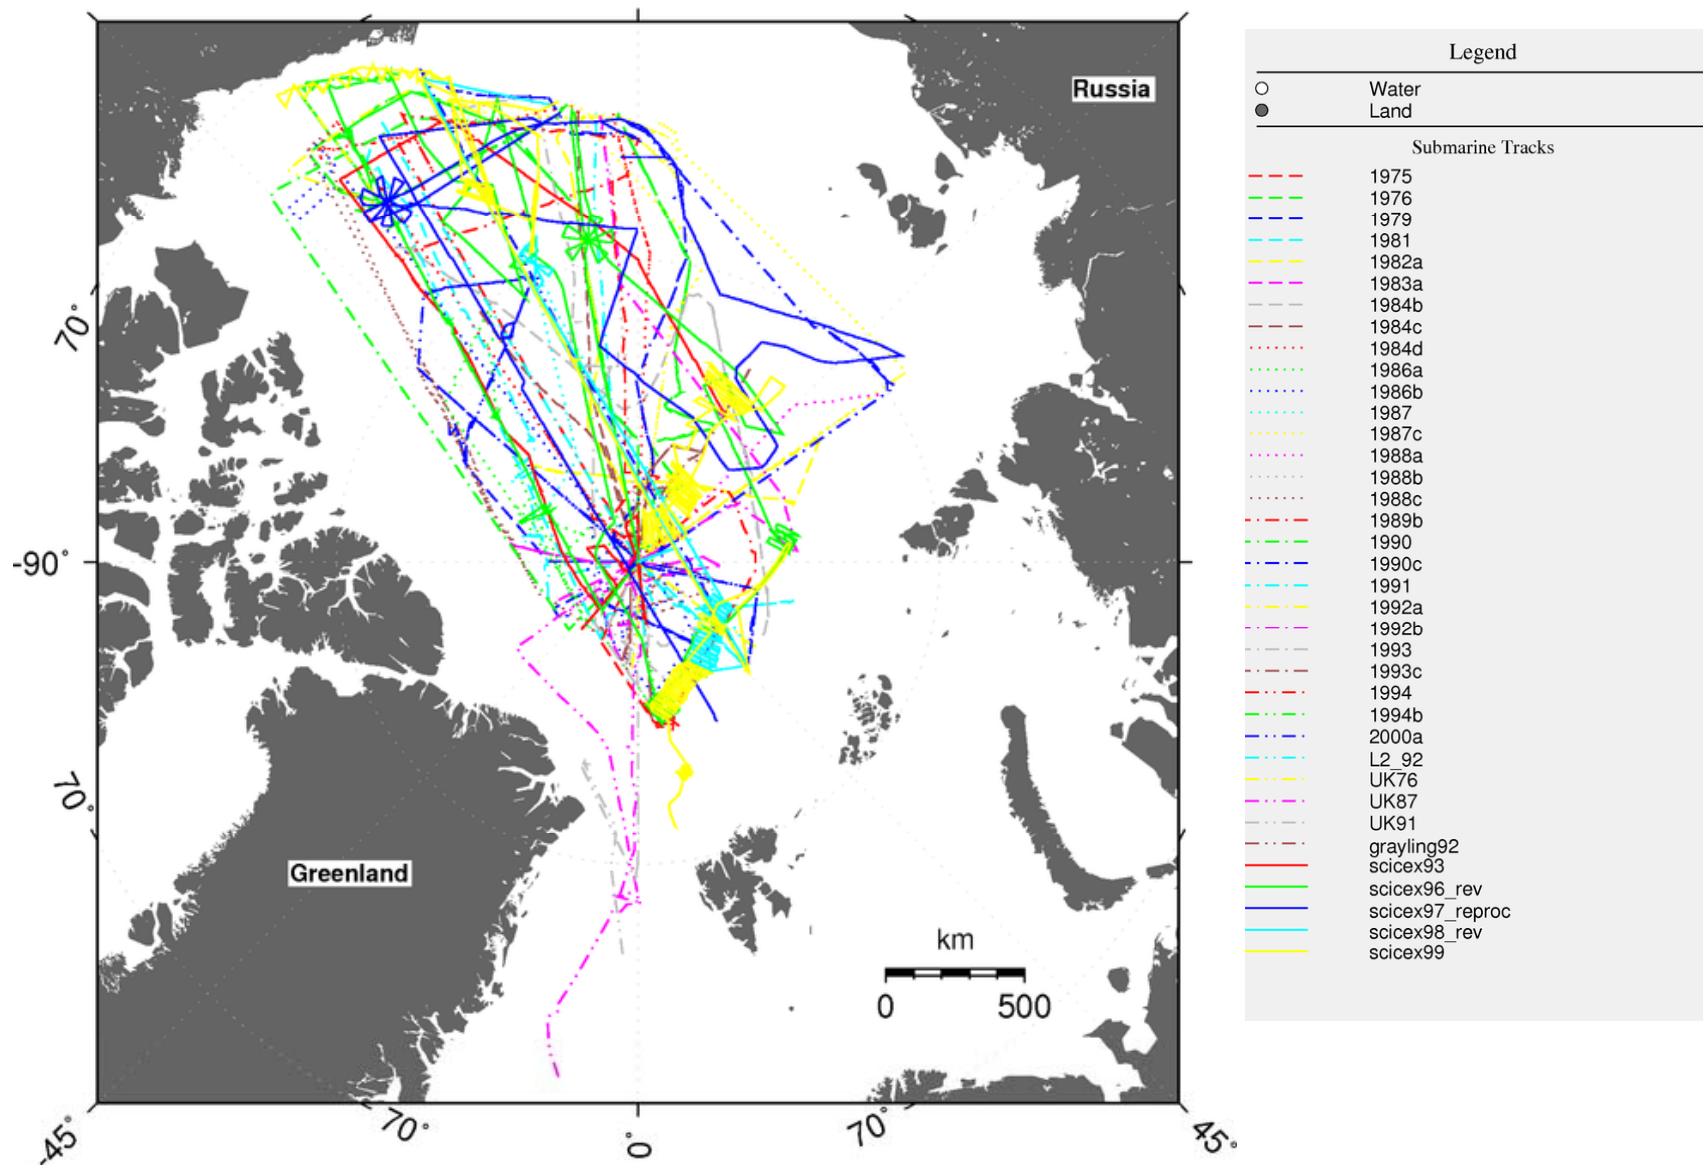 Russia
Greenland
km
0 500
70°
-90°
70°
-45°
70°
0°
70°
45°
Legend
Water
Land
Submarine Tracks
1975
1976
1979
1981
1982a
1983a
1984b
1984c
1984d
1986a
1986b
1987
1987c
1988a
1988b
1988c
1989b
1990
1990c
1991
1992a
1992b
1993
1993c
1994
1994b
2000a
L2_92
UK76
UK87
UK91
grayling92
scicex93
scicex96_rev
scicex97_reproc
scicex98_rev
scicex99